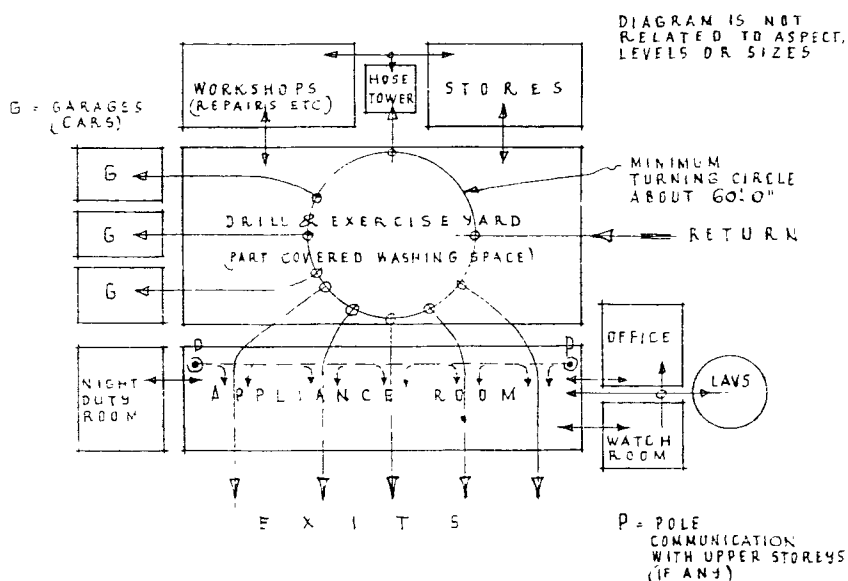 DIAGRAM IS NOT
RELATED TO ASPECT,
LEVELS OR SIZES
WORKSHOPS
(REPAIRS ETC)
HOSE
TOWER
STORES
G = GARAGES
(CARS)
G
G
G
MINIMUM
TURNING CIRCLE
ABOUT 60'.0"
DRILL & EXERCISE YARD
(PART COVERED WASHING SPACE)
RETURN
P
P
NIGHT
DUTY
ROOM
APPLIANCE ROOM
OFFICE
LAVS
WATCH
ROOM
EXITS
P = POLE
COMMUNICATION
WITH UPPER STOREYS
(IF ANY)